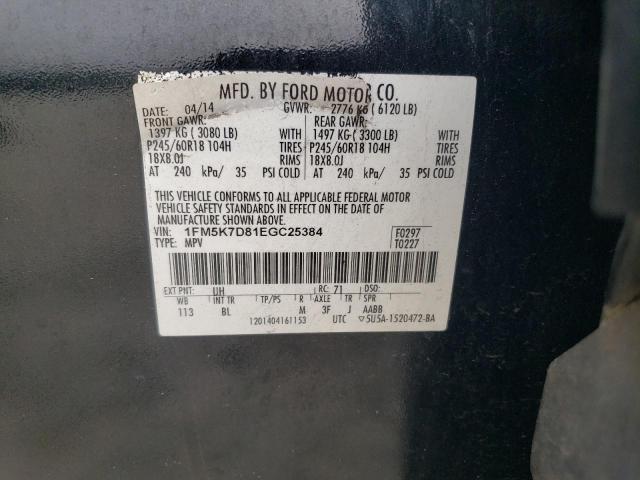 MFD. BY FORD MOTOR CO.
DATE: 04/14 GVWR: 2776 KG (6120 LB)
FRONT GAWR: REAR GAWR:
1397 KG (3080 LB) WITH 1497 KG (3300 LB) WITH
P245/60R18 104H TIRES P245/60R18 104H TIRES
18X8.0J RIMS 18X8.0J RIMS
AT 240 kPa/ 35 PSI COLD AT 240 kPa/ 35 PSI COLD
THIS VEHICLE CONFORMS TO ALL APPLICABLE FEDERAL MOTOR
VEHICLE SAFETY STANDARDS IN EFFECT ON THE DATE OF
MANUFACTURE SHOWN ABOVE.
VIN: 1FM5K7D81EGC25384 F0297
TYPE: MPV T0227
EXT PNT: UH RC: 71 DSO:
WB INT TR TP/PS R AXLE TR SPR
113 BL M 3F J AABB
1201404161153 UTC 5U5A-1520472-BA